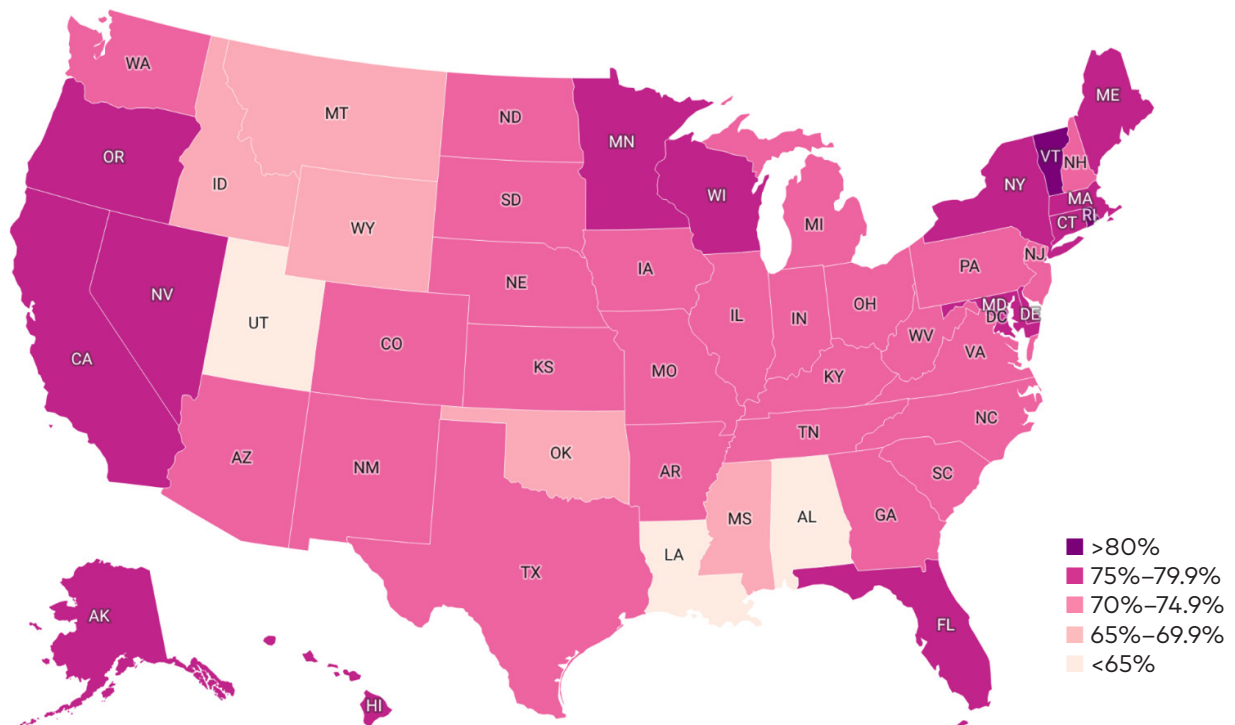 WA
MT
ND
MN
ME
OR
ID
SD
WI
VT
NH
NY
MA
CT
RI
WY
MI
IA
NE
PA
NJ
NV
UT
CO
IL
IN
OH
MD
DE
DC
CA
KS
MO
WV
VA
KY
AZ
NM
OK
AR
TN
NC
SC
MS
AL
GA
LA
TX
AK
HI
FL
>80%
75%–79.9%
70%–74.9%
65%–69.9%
<65%